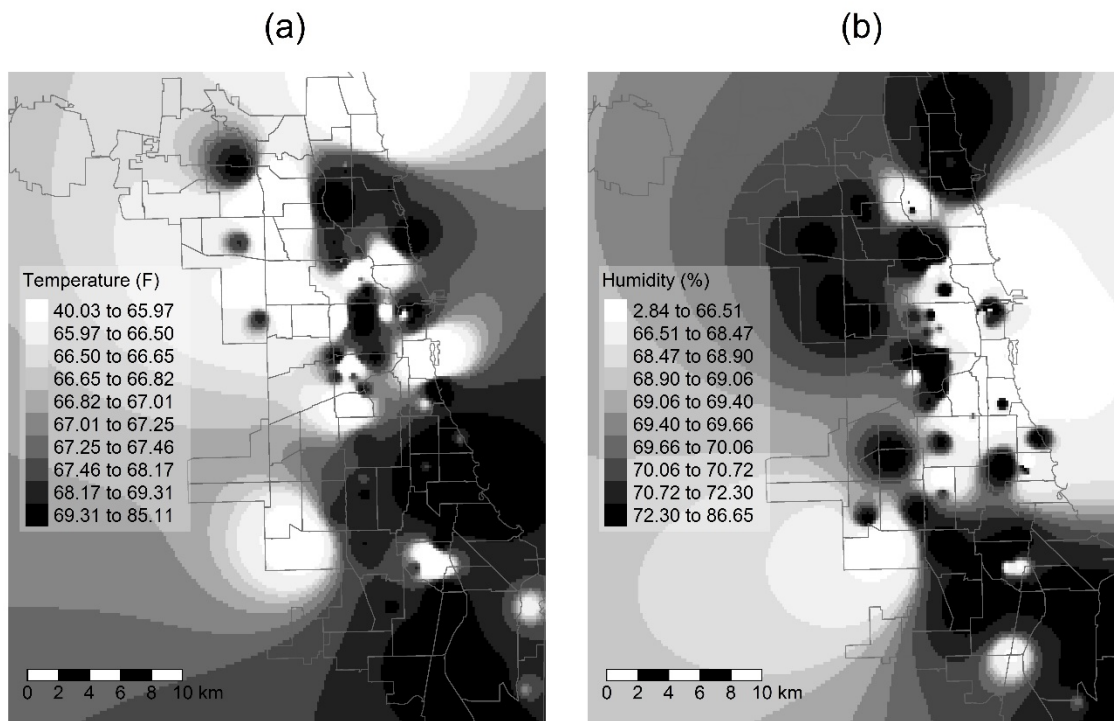 (a)
(b)
Temperature (F)
40.03 to 65.97
65.97 to 66.50
66.50 to 66.65
66.65 to 66.82
66.82 to 67.01
67.01 to 67.25
67.25 to 67.46
67.46 to 68.17
68.17 to 69.31
69.31 to 85.11
0 2 4 6 8 10 km
Humidity (%)
2.84 to 66.51
66.51 to 68.47
68.47 to 68.90
68.90 to 69.06
69.06 to 69.40
69.40 to 69.66
69.66 to 70.06
70.06 to 70.72
70.72 to 72.30
72.30 to 86.65
0 2 4 6 8 10 km